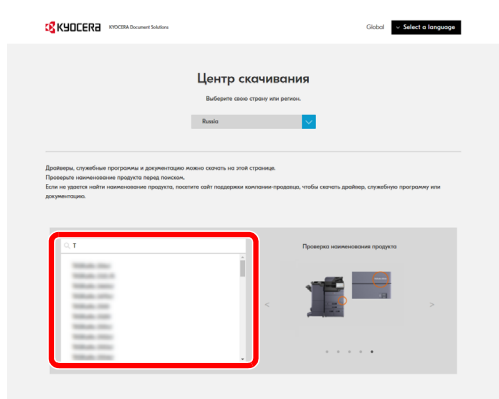 KYOCERA KYOCERA Document Solutions
Global Select a language
Центр скачивания
Выберите свою страну или регион.
Russia
Драйверы, служебные программы и документацию можно скачать на этой странице.
Проверьте наименование продукта перед поиском.
Если не удается найти наименование продукта, посетите сайт поддержки компании-продавца, чтобы скачать драйвер, служебную программу или
документацию.
T
Проверка наименования продукта